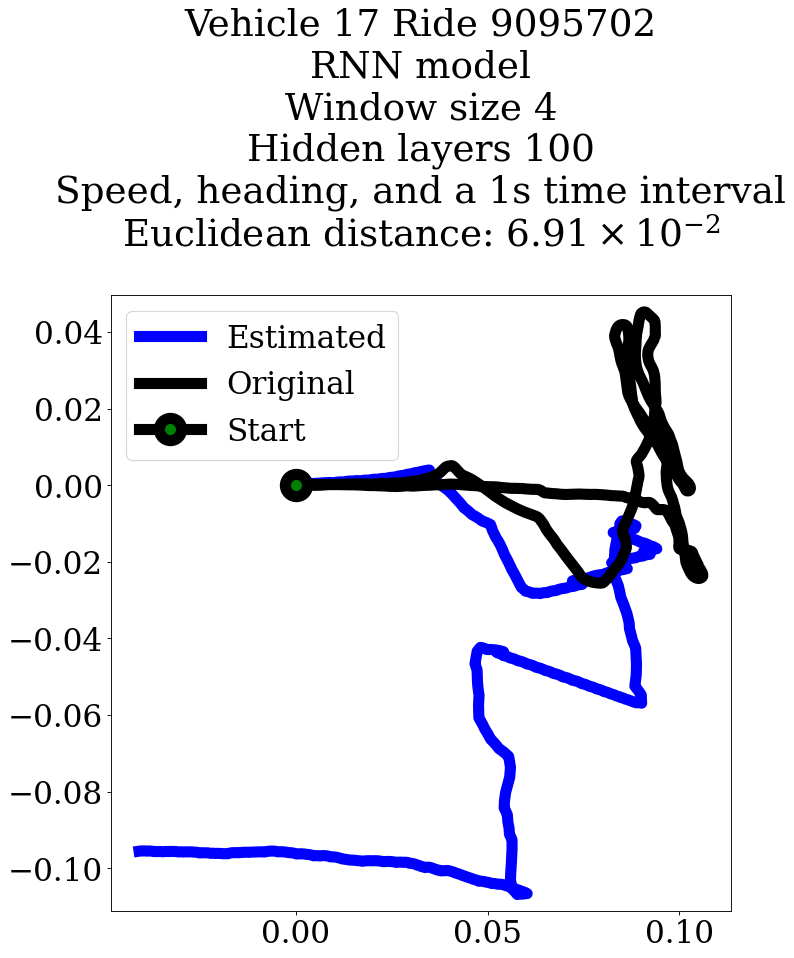 Vehicle 17 Ride 9095702
RNN model
Window size 4
Hidden layers 100
Speed, heading, and a 1s time interval
Euclidean distance: 6.91 × 10⁻²
Estimated
Original
Start
0.04
0.02
0.00
−0.02
−0.04
−0.06
−0.08
−0.10
0.00 0.05 0.10